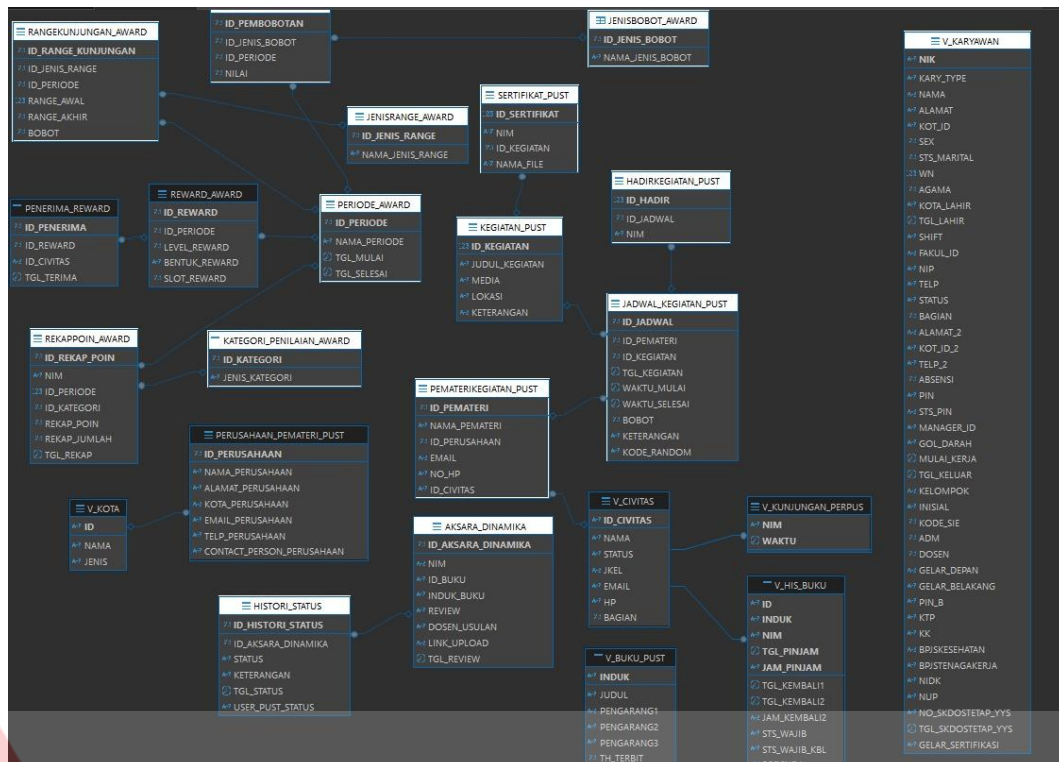 RANGEKUNJUNGAN_AWARD
ID_RANGE_KUNJUNGAN
ID_JENIS_RANGE
ID_PERIODE
RANGE_AWAL
RANGE_AKHIR
BOBOT
ID_PEMBOBOTAN
ID_JENIS_BOBOT
ID_PERIODE
NILAI
JENISBOBOT_AWARD
ID_JENIS_BOBOT
NAMA_JENIS_BOBOT
JENISRANGE_AWARD
ID_JENIS_RANGE
NAMA_JENIS_RANGE
SERTIFIKAT_PUST
ID_SERTIFIKAT
NIM
ID_KEGIATAN
NAMA_FILE
HADIRKEGIATAN_PUST
ID_HADIR
ID_JADWAL
NIM
PENERIMA_REWARD
ID_PENERIMA
ID_REWARD
ID_CIVITAS
TGL_TERIMA
REWARD_AWARD
ID_REWARD
ID_PERIODE
LEVEL_REWARD
BENTUK_REWARD
SLOT_REWARD
PERIODE_AWARD
ID_PERIODE
NAMA_PERIODE
TGL_MULAI
TGL_SELESAI
KEGIATAN_PUST
ID_KEGIATAN
JUDUL_KEGIATAN
MEDIA
LOKASI
KETERANGAN
JADWAL_KEGIATAN_PUST
ID_JADWAL
ID_PEMATERI
ID_KEGIATAN
TGL_KEGIATAN
WAKTU_MULAI
WAKTU_SELESAI
BOBOT
KETERANGAN
KODE_RANDOM
REKAPPOIN_AWARD
ID_REKAP_POIN
NIM
ID_PERIODE
ID_KATEGORI
REKAP_POIN
REKAP_JUMLAH
TGL_REKAP
KATEGORI_PENILAIAN_AWARD
ID_KATEGORI
JENIS_KATEGORI
PEMATERIKEGIATAN_PUST
ID_PEMATERI
NAMA_PEMATERI
ID_PERUSAHAAN
EMAIL
NO_HP
ID_CIVITAS
PERUSAHAAN_PEMATERI_PUST
ID_PERUSAHAAN
NAMA_PERUSAHAAN
ALAMAT_PERUSAHAAN
KOTA_PERUSAHAAN
EMAIL_PERUSAHAAN
TELP_PERUSAHAAN
CONTACT_PERSON_PERUSAHAAN
V_KOTA
ID
NAMA
JENIS
AKSARA_DINAMIKA
ID_AKSARA_DINAMIKA
NIM
ID_BUKU
INDUK_BUKU
REVIEW
DOSEN_USULAN
LINK_UPLOAD
TGL_REVIEW
HISTORI_STATUS
ID_HISTORI_STATUS
ID_AKSARA_DINAMIKA
STATUS
KETERANGAN
TGL_STATUS
USER_PUST_STATUS
V_CIVITAS
ID_CIVITAS
NAMA
STATUS
JKEL
EMAIL
HP
BAGIAN
V_KUNJUNGAN_PERPUS
NIM
WAKTU
V_HIS_BUKU
ID
INDUK
NIM
TGL_PINJAM
JAM_PINJAM
TGL_KEMBALI1
TGL_KEMBALI2
JAM_KEMBALI2
STS_WAJIB
STS_WAJIB_KBL
V_BUKU_PUST
INDUK
JUDUL
PENGARANG1
PENGARANG2
PENGARANG3
TH_TERBIT
V_KARYAWAN
NIK
KARY_TYPE
NAMA
ALAMAT
KOT_ID
SEX
STS_MARITAL
WN
AGAMA
KOTA_LAHIR
TGL_LAHIR
SHIFT
FAKUL_ID
NIP
TELP
STATUS
BAGIAN
ALAMAT_2
KOT_ID_2
TELP_2
ABSENSI
PIN
STS_PIN
MANAGER_ID
GOL_DARAH
MULAI_KERJA
TGL_KELUAR
KELOMPOK
INISIAL
KODE_SIE
ADM
DOSEN
GELAR_DEPAN
GELAR_BELAKANG
PIN_B
KTP
KK
BPJSKESEHATAN
BPJSTENAGAKERJA
NIDK
NUP
NO_SKDOSTETAP_YYS
TGL_SKDOSTETAP_YYS
GELAR_SERTIFIKASI